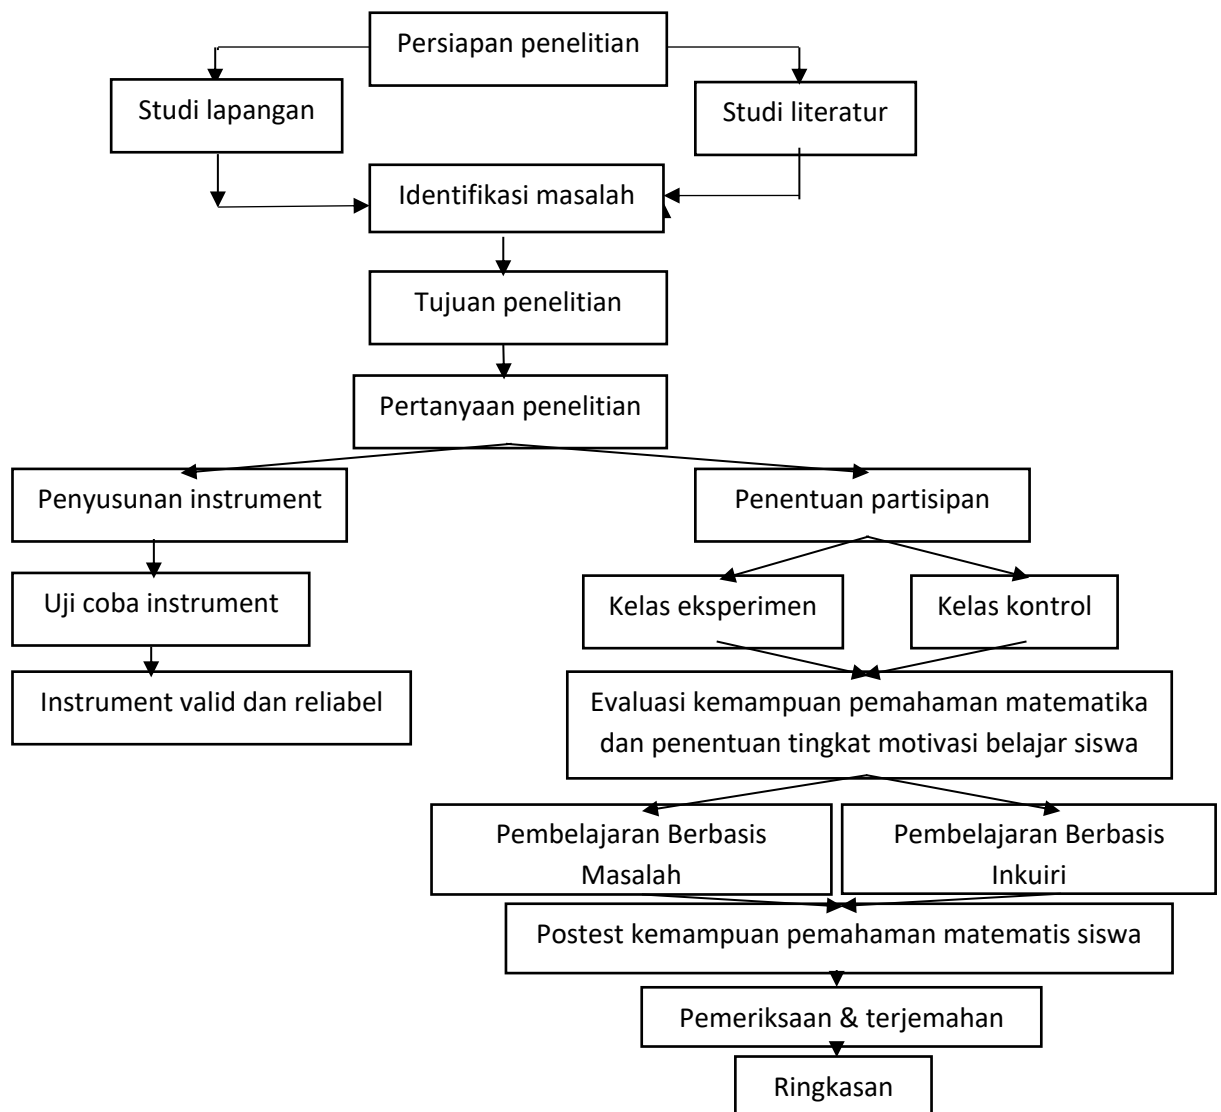 Persiapan penelitian
Studi lapangan
Studi literatur
Identifikasi masalah
Tujuan penelitian
Pertanyaan penelitian
Penyusunan instrument
Penentuan partisipan
Uji coba instrument
Kelas eksperimen
Kelas kontrol
Instrument valid dan reliabel
Evaluasi kemampuan pemahaman matematika
dan penentuan tingkat motivasi belajar siswa
Pembelajaran Berbasis
Masalah
Pembelajaran Berbasis
Inkuiri
Postest kemampuan pemahaman matematis siswa
Pemeriksaan & terjemahan
Ringkasan